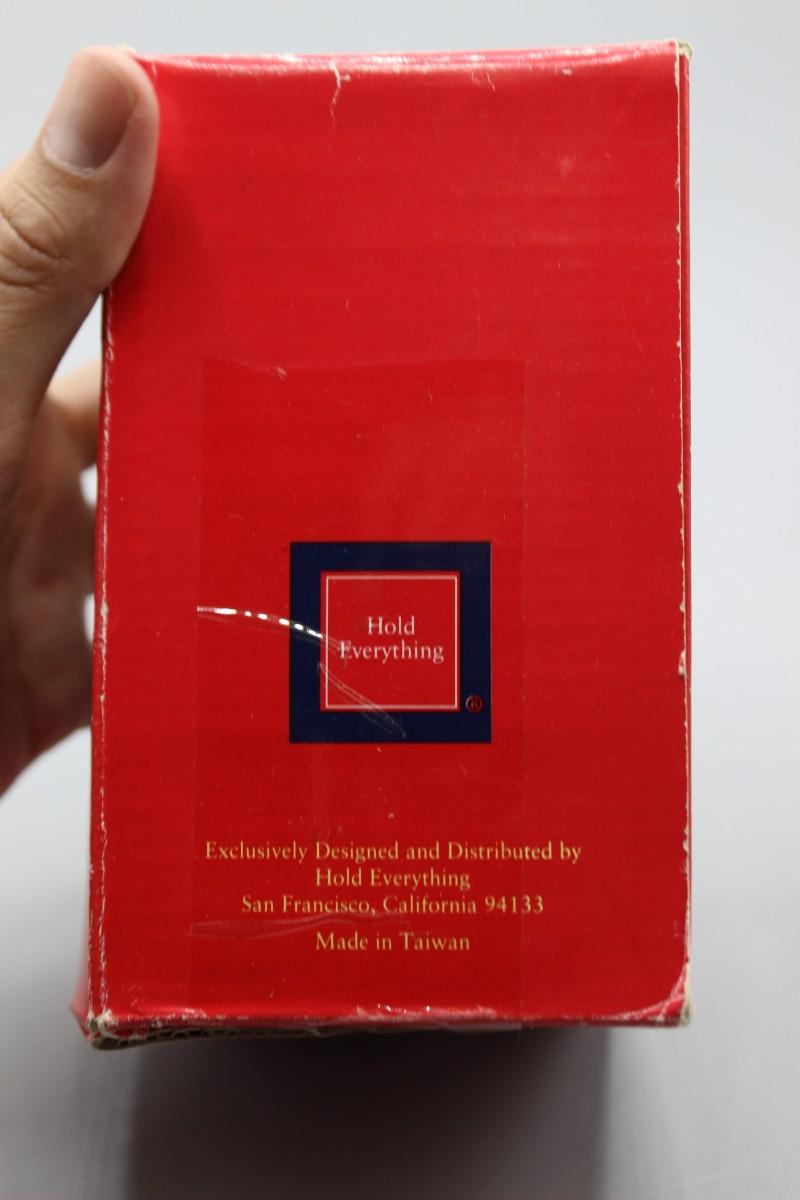 Hold
Everything
®
Exclusively Designed and Distributed by
Hold Everything
San Francisco, California 94133
Made in Taiwan